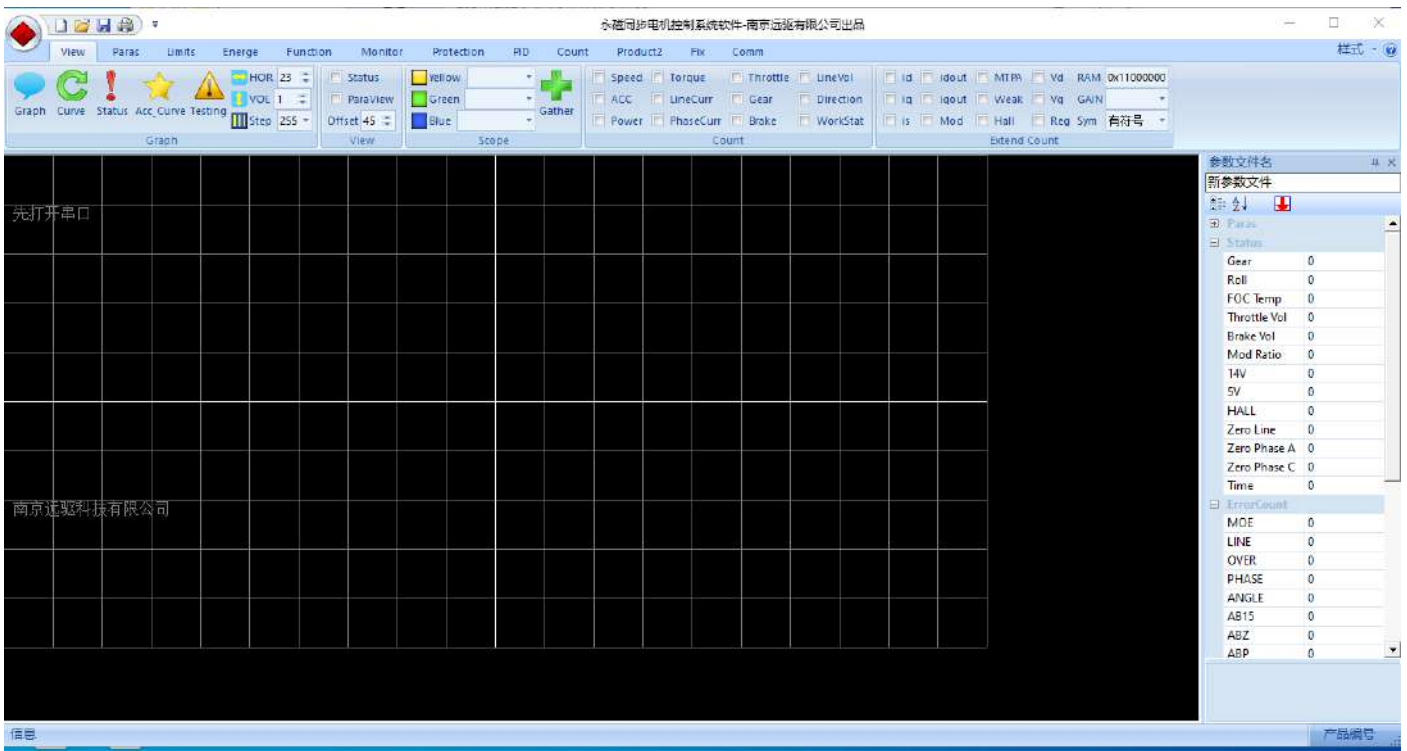 永磁同步电机控制系统软件-南京远驱有限公司出品
View Paras Limits Energe Function Monitor Protection PID Count Product2 Fix Comm 样式
HOR 23 Status Yellow Speed Torque Throttle LineVol Id Idout MTPA Vd RAM 0x11000000
VOL 1 ParaView Green ACC LineCurr Gear Direction Iq Iqout Weak Vq GAIN
Graph Curve Status Acc_Curve Testing Step 255 Offset 45 Blue Gather Power PhaseCurr Brake WorkStat is Mod Hall Reg Sym 有符号
Graph View Scope Count Extend Count
参数文件名
新参数文件
先打开串口
Paras
Status
Gear 0
Roll 0
FOC Temp 0
Throttle Vol 0
Brake Vol 0
Mod Ratio 0
14V 0
5V 0
HALL 0
Zero Line 0
Zero Phase A 0
Zero Phase C 0
Time 0
南京远驱科技有限公司
ErrorCount
MOE 0
LINE 0
OVER 0
PHASE 0
ANGLE 0
AB15 0
ABZ 0
ABP 0
信息
产品编号